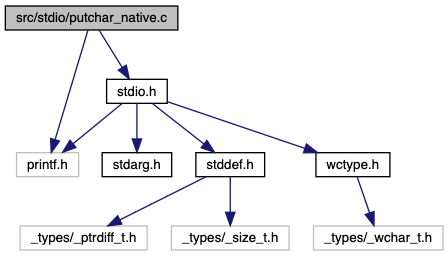 src/stdio/putchar_native.c
stdio.h
printf.h
stdarg.h
stddef.h
wctype.h
_types/_ptrdiff_t.h
_types/_size_t.h
_types/_wchar_t.h